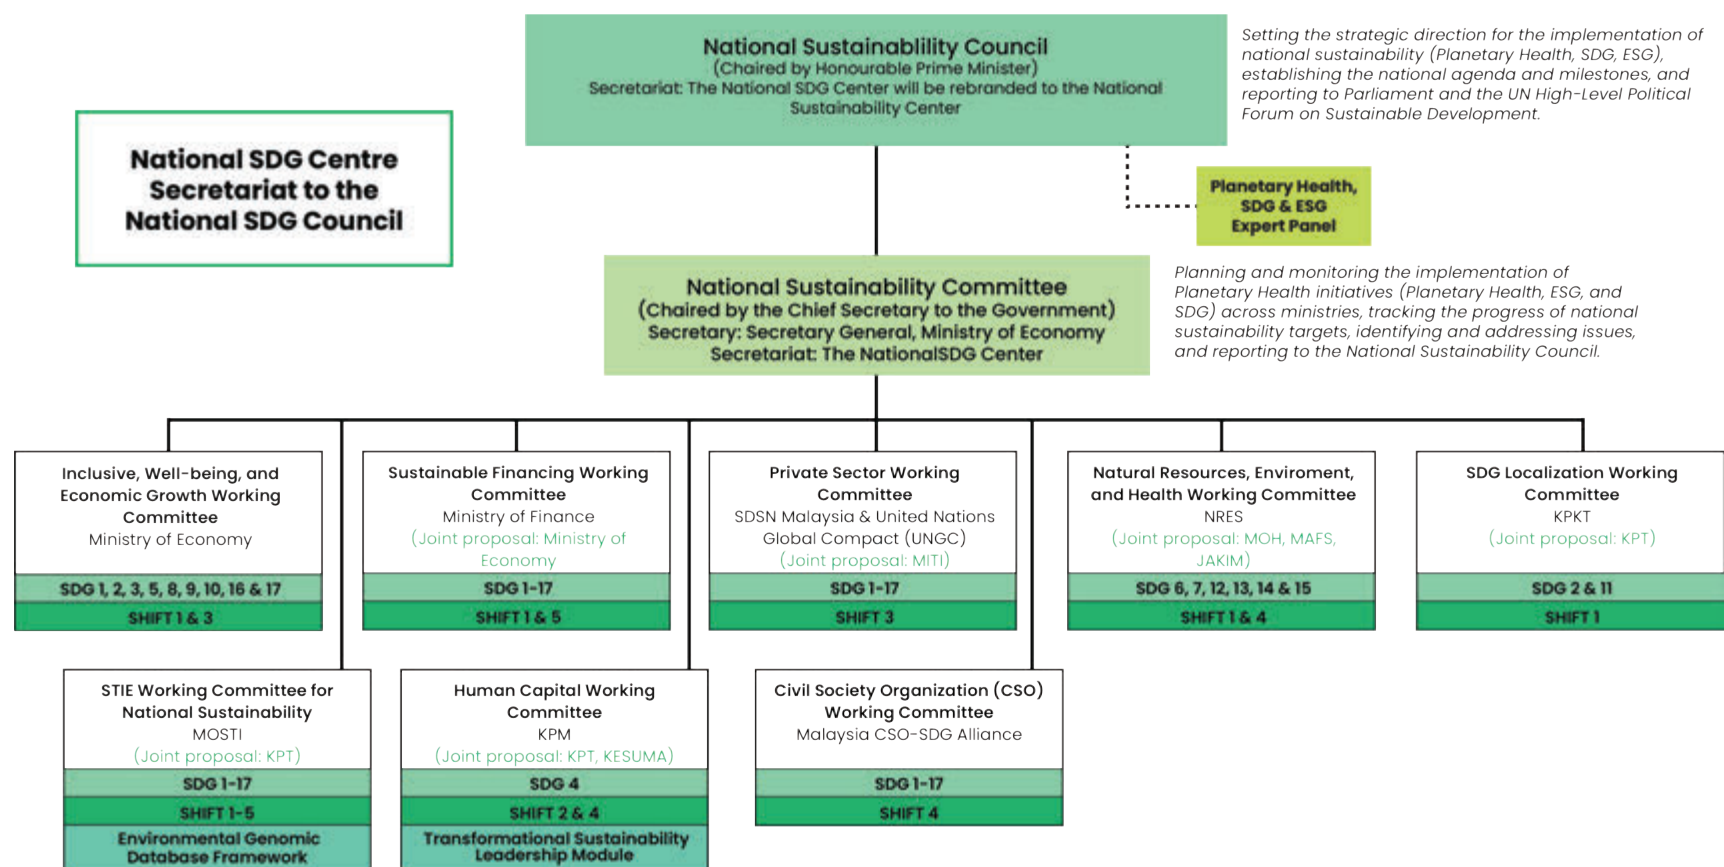 National Sustainablility Council
(Chaired by Honourable Prime Minister)
Secretariat: The National SDG Center will be rebranded to the National
Sustainability Center
Setting the strategic direction for the implementation of
national sustainability (Planetary Health, SDG, ESG),
establishing the national agenda and milestones, and
reporting to Parliament and the UN High-Level Political
Forum on Sustainable Development.
National SDG Centre
Secretariat to the
National SDG Council
Planetary Health,
SDG & ESG
Expert Panel
National Sustainability Committee
(Chaired by the Chief Secretary to the Government)
Secretary: Secretary General, Ministry of Economy
Secretariat: The NationalSDG Center
Planning and monitoring the implementation of
Planetary Health initiatives (Planetary Health, ESG, and
SDG) across ministries, tracking the progress of national
sustainability targets, identifying and addressing issues,
and reporting to the National Sustainability Council.
Inclusive, Well-being, and
Economic Growth Working
Committee
Ministry of Economy
SDG 1, 2, 3, 5, 8, 9, 10, 16 & 17
SHIFT 1 & 3
Sustainable Financing Working
Committee
Ministry of Finance
(Joint proposal: Ministry of
Economy
SDG 1-17
SHIFT 1 & 5
Private Sector Working
Committee
SDSN Malaysia & United Nations
Global Compact (UNGC)
(Joint proposal: MITI)
SDG 1-17
SHIFT 3
Natural Resources, Enviroment,
and Health Working Committee
NRES
(Joint proposal: MOH, MAFS,
JAKIM)
SDG 6, 7, 12, 13, 14 & 15
SHIFT 1 & 4
SDG Localization Working
Committee
KPKT
(Joint proposal: KPT)
SDG 2 & 11
SHIFT 1
STIE Working Committee for
National Sustainability
MOSTI
(Joint proposal: KPT)
SDG 1-17
SHIFT 1-5
Environmental Genomic
Database Framework
Human Capital Working
Committee
KPM
(Joint proposal: KPT, KESUMA)
SDG 4
SHIFT 2 & 4
Transformational Sustainability
Leadership Module
Civil Society Organization (CSO)
Working Committee
Malaysia CSO-SDG Alliance
SDG 1-17
SHIFT 4